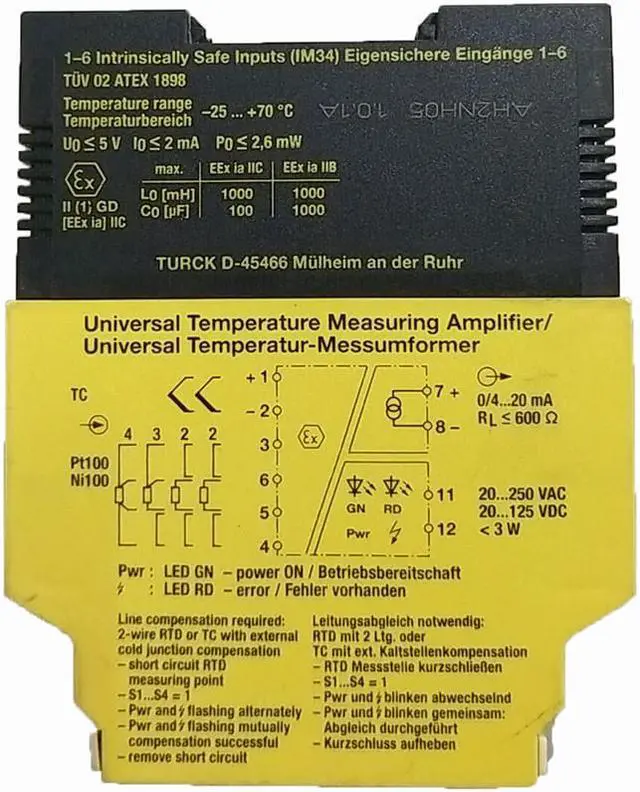 1–6 Intrinsically Safe Inputs (IM34) Eigensichere Eingänge 1–6
TÜV 02 ATEX 1898
Temperature range
Temperaturbereich
–25 ... +70 °C
AH2NH05 1.0.1A
U0 ≤ 5 V I0 ≤ 2 mA P0 ≤ 2,6 mW
max. EEx ia IIC EEx ia IIB
L0 [mH] 1000 1000
C0 [µF] 100 1000
Ex
II (1) GD
[EEx ia] IIC
TURCK D-45466 Mülheim an der Ruhr
Universal Temperature Measuring Amplifier/
Universal Temperatur-Messumformer
TC
4 3 2 2
Pt100
Ni100
+ 1
– 2
3
6
5
4
Ex
7 +
8 –
0/4...20 mA
RL ≤ 600 Ω
GN RD
Pwr
11
12
20...250 VAC
20...125 VDC
< 3 W
Pwr : LED GN – power ON / Betriebsbereitschaft
: LED RD – error / Fehler vorhanden
Line compensation required:
2-wire RTD or TC with external
cold junction compensation
– short circuit RTD
measuring point
– S1...S4 = 1
– Pwr and flashing alternately
– Pwr and flashing mutually
compensation successful
– remove short circuit
Leitungsabgleich notwendig:
RTD mit 2 Ltg. oder
TC mit ext. Kaltstellenkompensation
– RTD Messstelle kurzschließen
– S1...S4 = 1
– Pwr und blinken abwechselnd
– Pwr und blinken gemeinsam:
Abgleich durchgeführt
– Kurzschluss aufheben